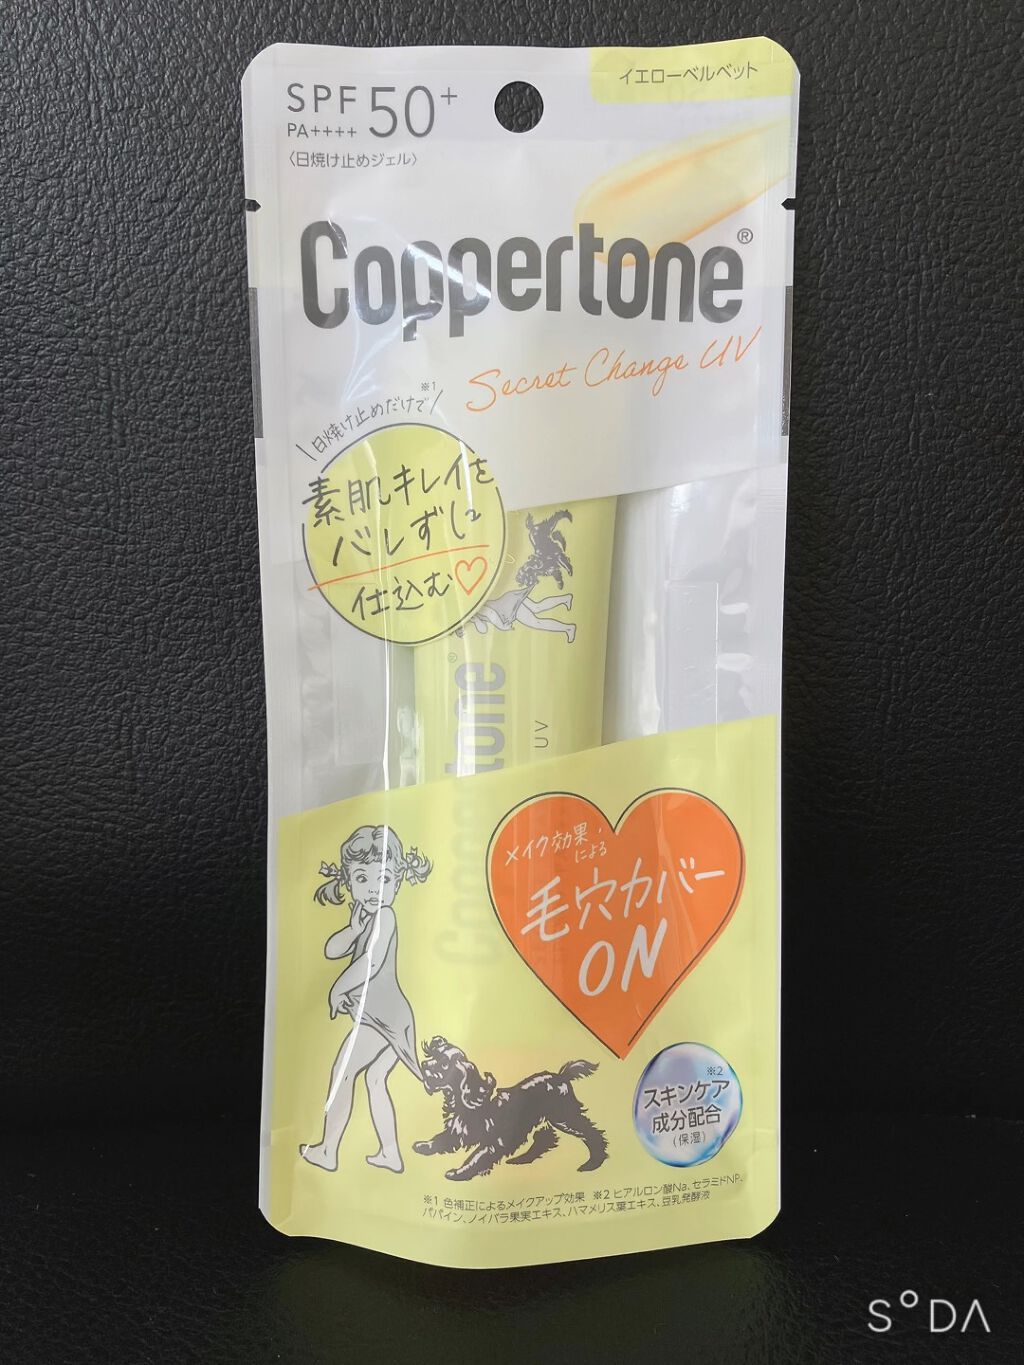 イエローベルベット
SPF 50+
PA++++
〈日焼け止めジェル〉
Coppertone®
Secret Change UV
\日焼け止めだけで※1/
素肌キレイを
バレずに
仕込む♡
Coppertone®
UV
メイク効果による
毛穴カバー
ON
スキンケア※2
成分配合
(保湿)
※1 色補正によるメイクアップ効果 ※2 ヒアルロン酸Na、セラミドNP、
パパイン、ノイバラ果実エキス、ハマメリス葉エキス、豆乳発酵液
SODA